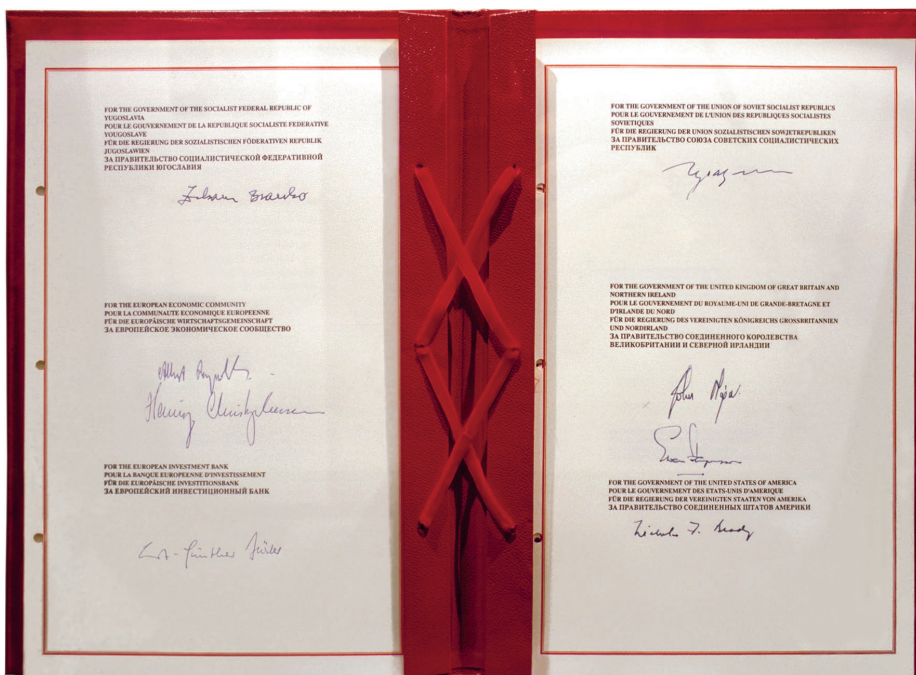 FOR THE GOVERNMENT OF THE SOCIALIST FEDERAL REPUBLIC OF
YUGOSLAVIA
POUR LE GOUVERNEMENT DE LA REPUBLIQUE SOCIALISTE FEDERATIVE
YOUGOSLAVE
FÜR DIE REGIERUNG DER SOZIALISTISCHEN FÖDERATIVEN REPUBLIK
JUGOSLAWIEN
ЗА ПРАВИТЕЛЬСТВО СОЦИАЛИСТИЧЕСКОЙ ФЕДЕРАТИВНОЙ
РЕСПУБЛИКИ ЮГОСЛАВИЯ
FOR THE EUROPEAN ECONOMIC COMMUNITY
POUR LA COMMUNAUTE ECONOMIQUE EUROPEENNE
FÜR DIE EUROPÄISCHE WIRTSCHAFTSGEMEINSCHAFT
ЗА ЕВРОПЕЙСКОЕ ЭКОНОМИЧЕСКОЕ СООБЩЕСТВО
Henning Christophersen
FOR THE EUROPEAN INVESTMENT BANK
POUR LA BANQUE EUROPEENNE D'INVESTISSEMENT
FÜR DIE EUROPÄISCHE INVESTITIONSBANK
ЗА ЕВРОПЕЙСКИЙ ИНВЕСТИЦИОННЫЙ БАНК
Ernst-Günther
FOR THE GOVERNMENT OF THE UNION OF SOVIET SOCIALIST REPUBLICS
POUR LE GOUVERNEMENT DE L'UNION DES REPUBLIQUES SOCIALISTES
SOVIETIQUES
FÜR DIE REGIERUNG DER UNION SOZIALISTISCHEN SOWJETREPUBLIKEN
ЗА ПРАВИТЕЛЬСТВО СОЮЗА СОВЕТСКИХ СОЦИАЛИСТИЧЕСКИХ
РЕСПУБЛИК
FOR THE GOVERNMENT OF THE UNITED KINGDOM OF GREAT BRITAIN AND
NORTHERN IRELAND
POUR LE GOUVERNEMENT DU ROYAUME-UNI DE GRANDE-BRETAGNE ET
D'IRLANDE DU NORD
FÜR DIE REGIERUNG DES VEREINIGTEN KÖNIGREICHS GROSSBRITANNIEN
UND NORDIRLAND
ЗА ПРАВИТЕЛЬСТВО СОЕДИНЕННОГО КОРОЛЕВСТВА
ВЕЛИКОБРИТАНИИ И СЕВЕРНОЙ ИРЛАНДИИ
John Major
FOR THE GOVERNMENT OF THE UNITED STATES OF AMERICA
POUR LE GOUVERNEMENT DES ETATS-UNIS D'AMERIQUE
FÜR DIE REGIERUNG DER VEREINIGTEN STAATEN VON AMERIKA
ЗА ПРАВИТЕЛЬСТВО СОЕДИНЕННЫХ ШТАТОВ АМЕРИКИ
Nicholas F. Brady